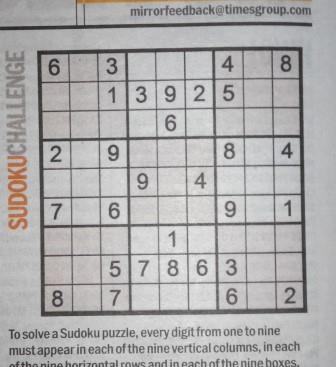 mirrorfeedback@timesgroup.com
SUDOKUCHALLENGE
6 3 4 8
1 3 9 2 5
6
2 9 8 4
9 4
7 6 9 1
1
5 7 8 6 3
8 7 6 2
To solve a Sudoku puzzle, every digit from one to nine
must appear in each of the nine vertical columns, in each
of the nine horizontal rows and in each of the nine boxes.